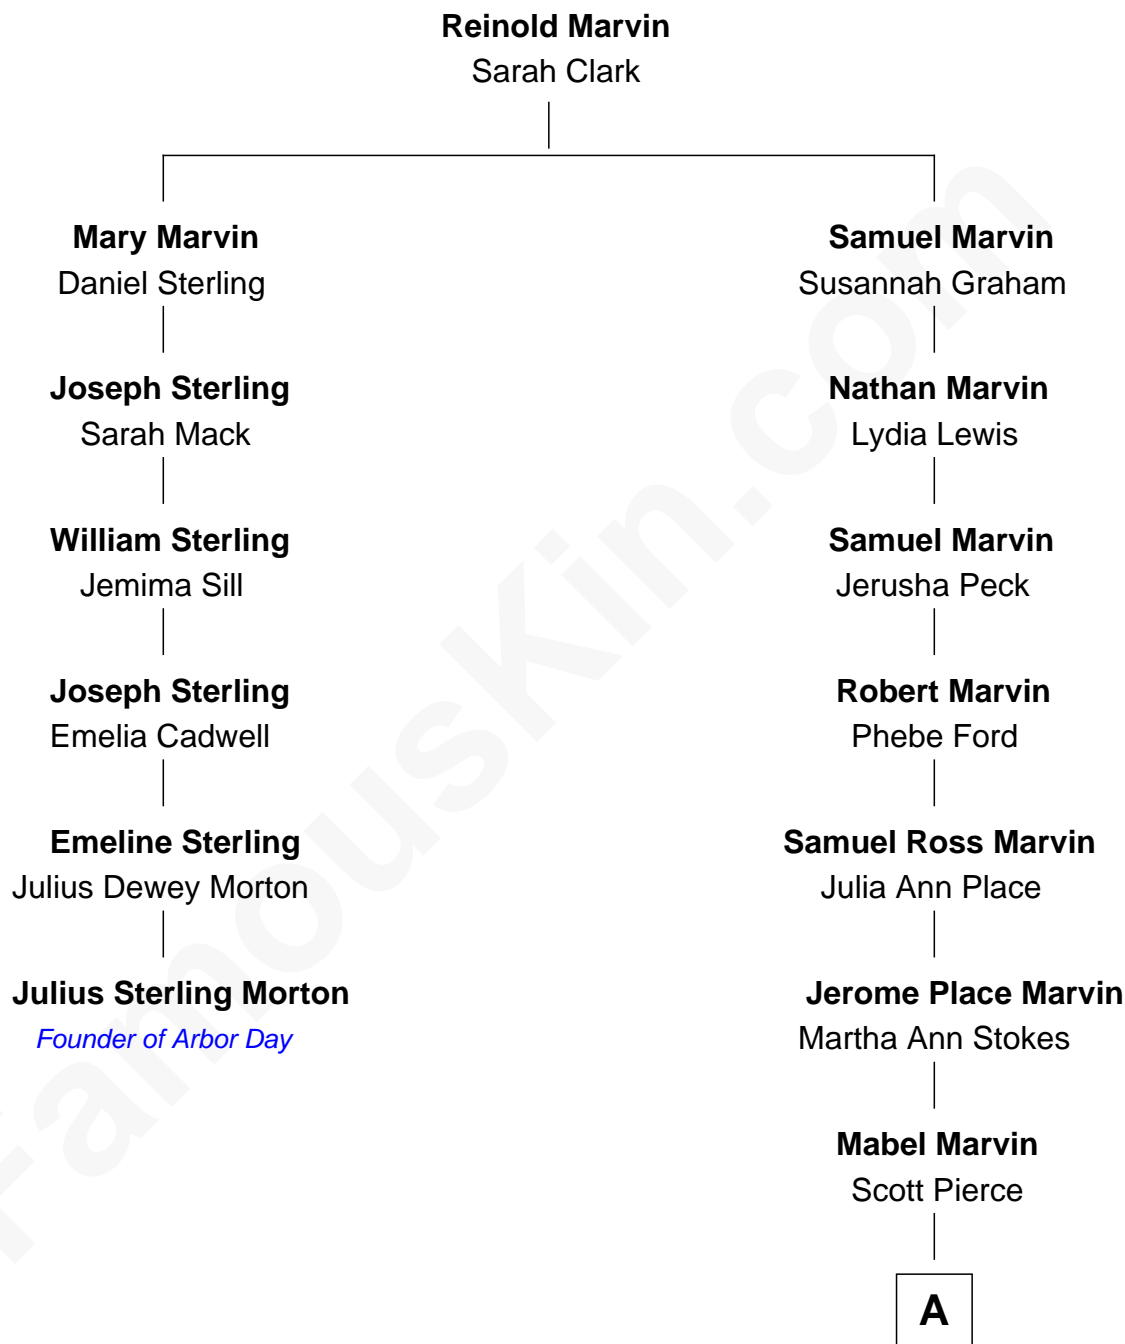 Reinold Marvin
Sarah Clark
Mary Marvin
Daniel Sterling
Samuel Marvin
Susannah Graham
Joseph Sterling
Sarah Mack
Nathan Marvin
Lydia Lewis
William Sterling
Jemima Sill
Samuel Marvin
Jerusha Peck
Joseph Sterling
Emelia Cadwell
Robert Marvin
Phebe Ford
Emeline Sterling
Julius Dewey Morton
Samuel Ross Marvin
Julia Ann Place
Julius Sterling Morton
Founder of Arbor Day
Jerome Place Marvin
Martha Ann Stokes
Mabel Marvin
Scott Pierce
A
FamousKin.com